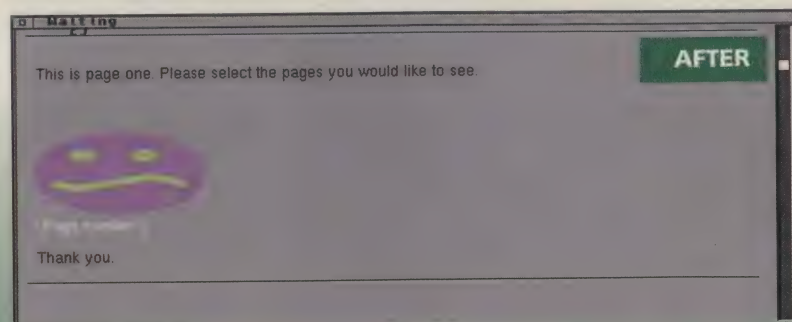 Waiting
This is page one. Please select the pages you would like to see.
AFTER
Thank you.